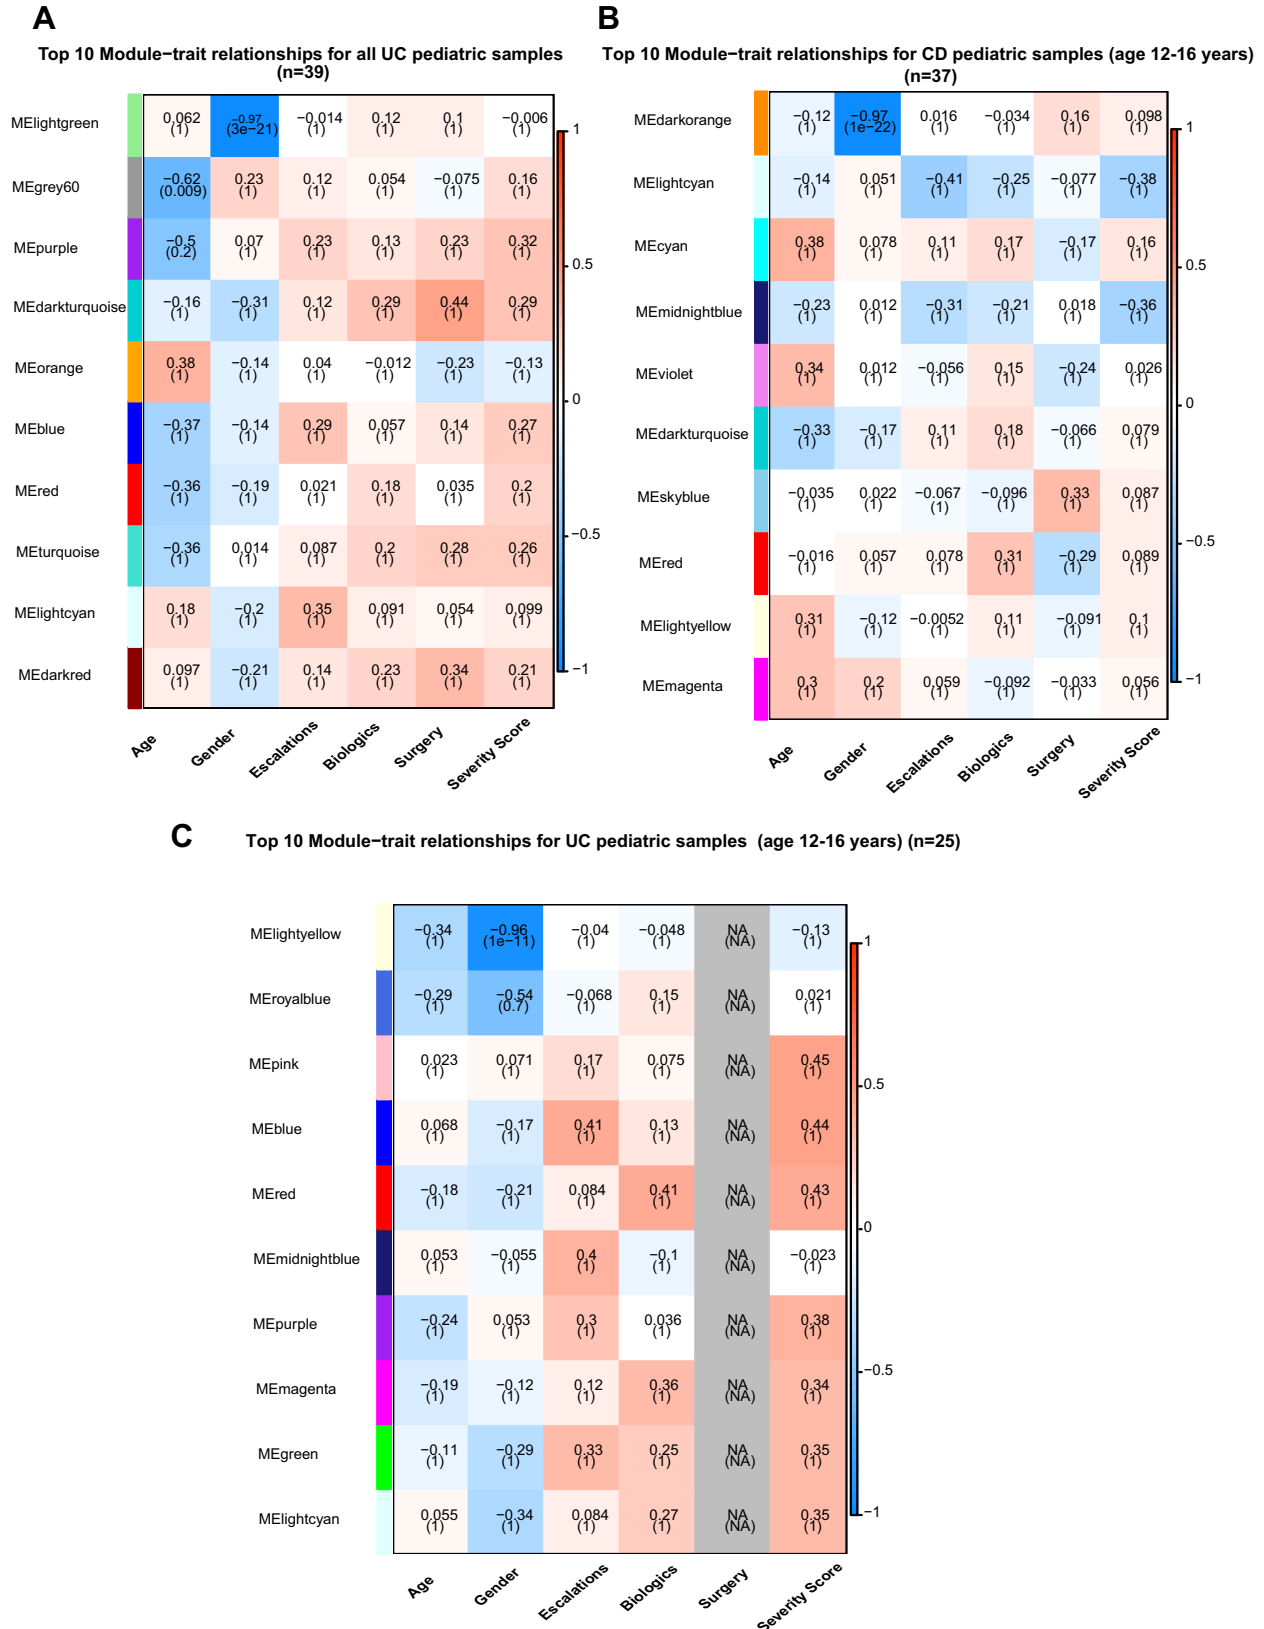 A
Top 10 Module−trait relationships for all UC pediatric samples
(n=39)
MElightgreen 0.062 −0.97 −0.014 0.12 0.1 −0.006
(1) (3e−21) (1) (1) (1) (1)
MEgrey60 −0.62 0.23 0.12 0.054 −0.075 0.16
(0.009) (1) (1) (1) (1) (1)
MEpurple −0.5 0.07 0.23 0.13 0.23 0.32
(0.2) (1) (1) (1) (1) (1)
MEdarkturquoise −0.16 −0.31 0.12 0.29 0.44 0.29
(1) (1) (1) (1) (1) (1)
MEorange 0.38 −0.14 0.04 −0.012 −0.23 −0.13
(1) (1) (1) (1) (1) (1)
MEblue −0.37 −0.14 0.29 0.057 0.14 0.27
(1) (1) (1) (1) (1) (1)
MEred −0.36 −0.19 0.021 0.18 0.035 0.2
(1) (1) (1) (1) (1) (1)
MEturquoise −0.36 0.014 0.087 0.2 0.28 0.26
(1) (1) (1) (1) (1) (1)
MElightcyan 0.18 −0.2 0.35 0.091 0.054 0.099
(1) (1) (1) (1) (1) (1)
MEdarkred 0.097 −0.21 0.14 0.23 0.34 0.21
(1) (1) (1) (1) (1) (1)
Age Gender Escalations Biologics Surgery Severity Score
1
0.5
0
−0.5
−1
B
Top 10 Module−trait relationships for CD pediatric samples (age 12-16 years)
(n=37)
MEdarkorange −0.12 −0.97 0.016 −0.034 0.16 0.098
(1) (1e−22) (1) (1) (1) (1)
MElightcyan −0.14 0.051 −0.41 −0.25 −0.077 −0.38
(1) (1) (1) (1) (1) (1)
MEcyan 0.38 0.078 0.11 0.17 −0.17 0.16
(1) (1) (1) (1) (1) (1)
MEmidnightblue −0.23 0.012 −0.31 −0.21 0.018 −0.36
(1) (1) (1) (1) (1) (1)
MEviolet 0.34 0.012 −0.056 0.15 −0.24 0.026
(1) (1) (1) (1) (1) (1)
MEdarkturquoise −0.33 −0.17 0.11 0.18 −0.066 0.079
(1) (1) (1) (1) (1) (1)
MEskyblue −0.035 0.022 −0.067 −0.096 0.33 0.087
(1) (1) (1) (1) (1) (1)
MEred −0.016 0.057 0.078 0.31 −0.29 0.089
(1) (1) (1) (1) (1) (1)
MElightyellow 0.31 −0.12 −0.0052 0.11 −0.091 0.1
(1) (1) (1) (1) (1) (1)
MEmagenta 0.3 0.2 0.059 −0.092 −0.033 0.056
(1) (1) (1) (1) (1) (1)
Age Gender Escalations Biologics Surgery Severity Score
1
0.5
0
−0.5
−1
C
Top 10 Module−trait relationships for UC pediatric samples (age 12-16 years) (n=25)
MElightyellow −0.34 −0.96 −0.04 −0.048 NA −0.13
(1) (1e−11) (1) (1) (NA) (1)
MEroyalblue −0.29 −0.54 −0.068 0.15 NA 0.021
(1) (0.7) (1) (1) (NA) (1)
MEpink 0.023 0.071 0.17 0.075 NA 0.45
(1) (1) (1) (1) (NA) (1)
MEblue 0.068 −0.17 0.41 0.13 NA 0.44
(1) (1) (1) (1) (NA) (1)
MEred −0.18 −0.21 0.084 0.41 NA 0.43
(1) (1) (1) (1) (NA) (1)
MEmidnightblue 0.053 −0.055 0.4 −0.1 NA −0.023
(1) (1) (1) (1) (NA) (1)
MEpurple −0.24 0.053 0.3 0.036 NA 0.38
(1) (1) (1) (1) (NA) (1)
MEmagenta −0.19 −0.12 0.12 0.36 NA 0.34
(1) (1) (1) (1) (NA) (1)
MEgreen −0.11 −0.29 0.33 0.25 NA 0.35
(1) (1) (1) (1) (NA) (1)
MElightcyan 0.055 −0.34 0.084 0.27 NA 0.35
(1) (1) (1) (1) (NA) (1)
Age Gender Escalations Biologics Surgery Severity Score
1
0.5
0
−0.5
−1